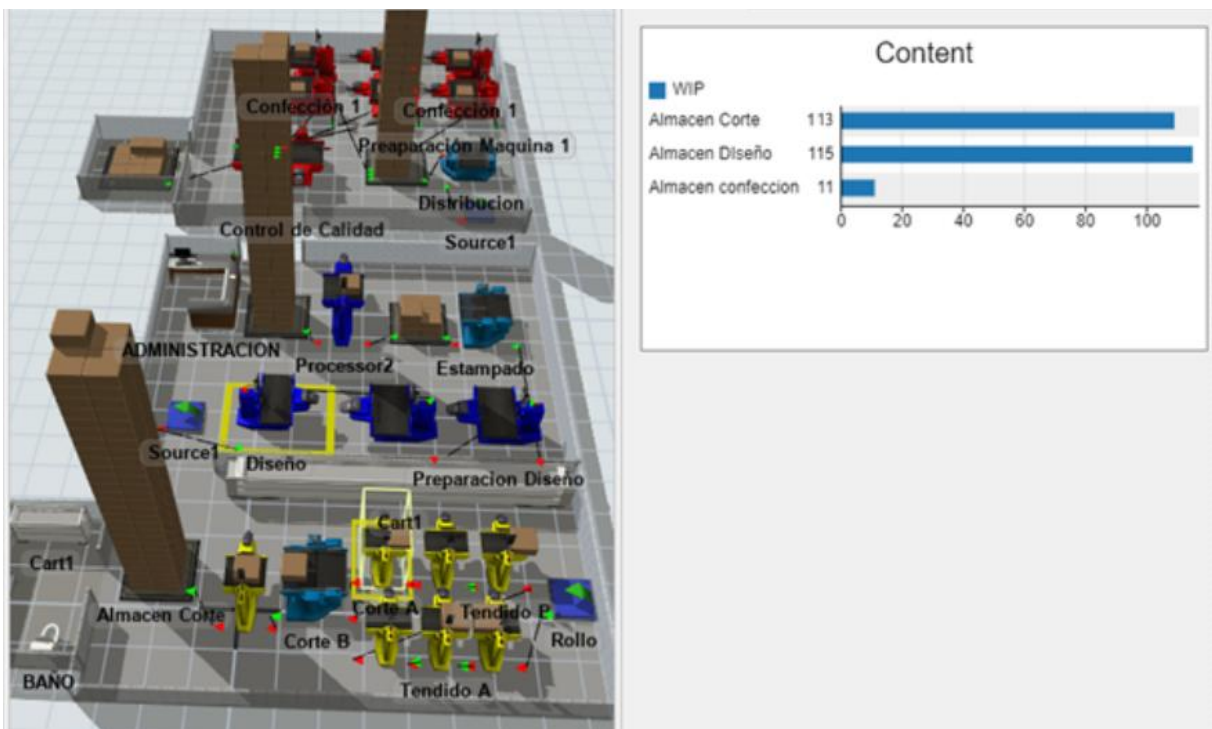 Confección 1
Confección 1
Preaparación Maquina 1
Distribucion
Control de Calidad
Source1
ADMINISTRACION
Processor2
Estampado
Source1
Diseño
Preparacion Diseño
Cart1
Cart1
Almacen Corte
Corte A
Tendido P
Corte B
Rollo
BAÑO
Tendido A
Content
WIP
Almacen Corte 113
Almacen DIseño 115
Almacen confeccion 11
0 20 40 60 80 100